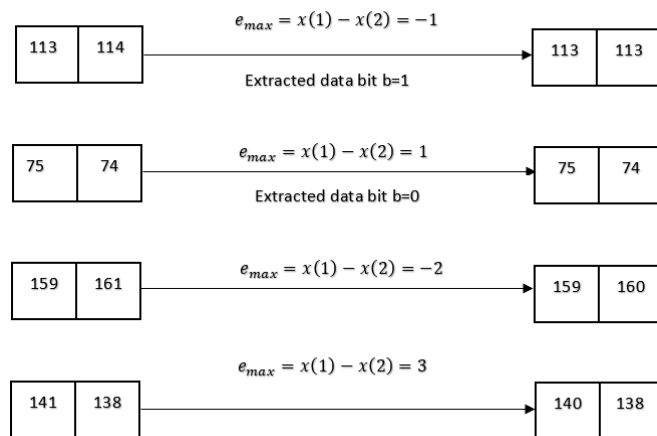 113 114 e_max = x(1) − x(2) = −1 113 113
Extracted data bit b=1
75 74 e_max = x(1) − x(2) = 1 75 74
Extracted data bit b=0
159 161 e_max = x(1) − x(2) = −2 159 160
141 138 e_max = x(1) − x(2) = 3 140 138